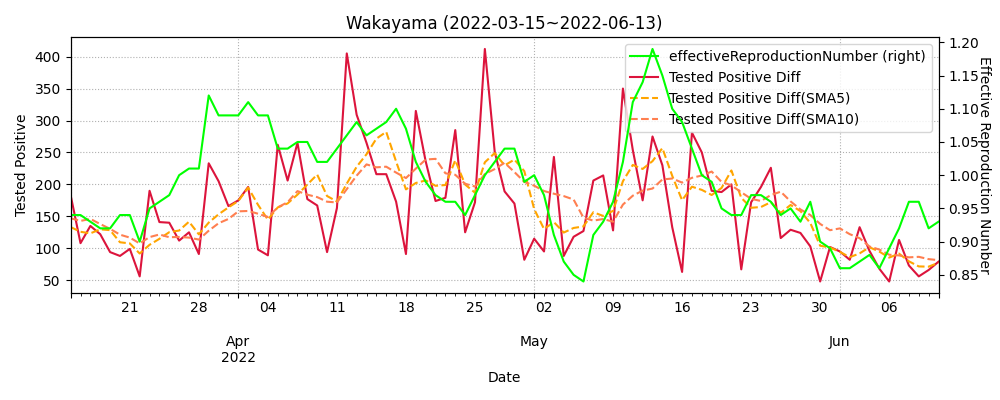 Wakayama (2022-03-15~2022-06-13)
effectiveReproductionNumber (right)
Tested Positive Diff
Tested Positive Diff(SMA5)
Tested Positive Diff(SMA10)
Tested Positive
400
350
300
250
200
150
100
50
1.20
1.15
1.10
1.05
1.00
0.95
0.90
0.85
Effective Reproduction Number
21 28 04 11 18 25 02 09 16 23 30 06
Apr May Jun
2022
Date